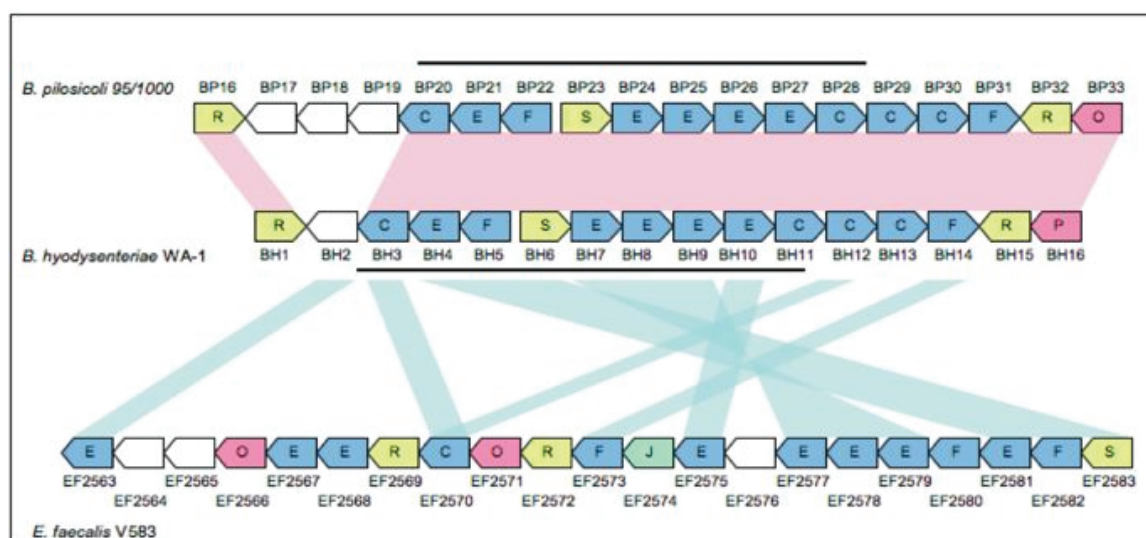 BP16 BP17 BP18 BP19 BP20 BP21 BP22 BP23 BP24 BP25 BP26 BP27 BP28 BP29 BP30 BP31 BP32 BP33
B. pilosicoli 95/1000
R C E F S E E E E C C C F R O
R C E F S E E E E C C C F R P
B. hyodysenteriae WA-1
BH1 BH2 BH3 BH4 BH5 BH6 BH7 BH8 BH9 BH10 BH11 BH12 BH13 BH14 BH15 BH16
E O E E R C O R F J E E E E F E F S
EF2563 EF2565 EF2567 EF2569 EF2571 EF2573 EF2575 EF2577 EF2579 EF2581 EF2583
EF2564 EF2566 EF2568 EF2570 EF2572 EF2574 EF2576 EF2578 EF2580 EF2582
E. faecalis V583